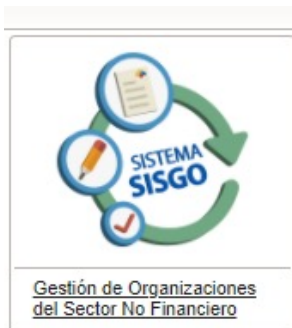 SISTEMA
SISGO
Gestión de Organizaciones
del Sector No Financiero